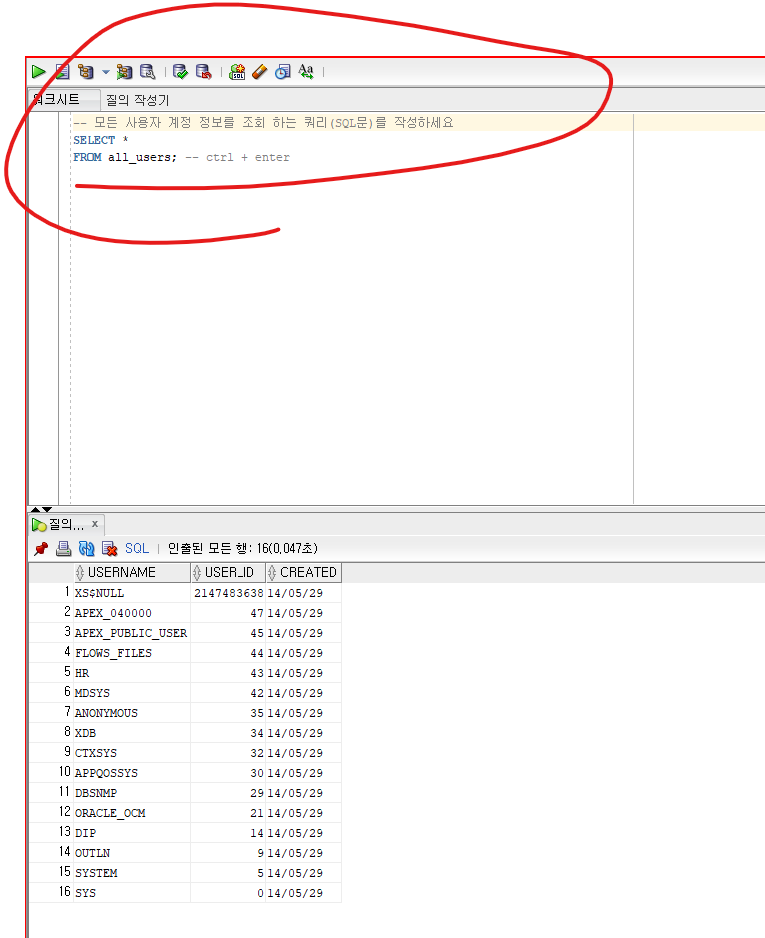 SQL
Aa
워크시트 질의 작성기
-- 모든 사용자 계정 정보를 조회 하는 쿼리(SQL문)를 작성하세요
SELECT *
FROM all_users; -- ctrl + enter
질의... x
SQL | 인출된 모든 행: 16(0,047초)
USERNAME USER_ID CREATED
1 XS$NULL 2147483638 14/05/29
2 APEX_040000 47 14/05/29
3 APEX_PUBLIC_USER 45 14/05/29
4 FLOWS_FILES 44 14/05/29
5 HR 43 14/05/29
6 MDSYS 42 14/05/29
7 ANONYMOUS 35 14/05/29
8 XDB 34 14/05/29
9 CTXSYS 32 14/05/29
10 APPQOSSYS 30 14/05/29
11 DBSNMP 29 14/05/29
12 ORACLE_OCM 21 14/05/29
13 DIP 14 14/05/29
14 OUTLN 9 14/05/29
15 SYSTEM 5 14/05/29
16 SYS 0 14/05/29